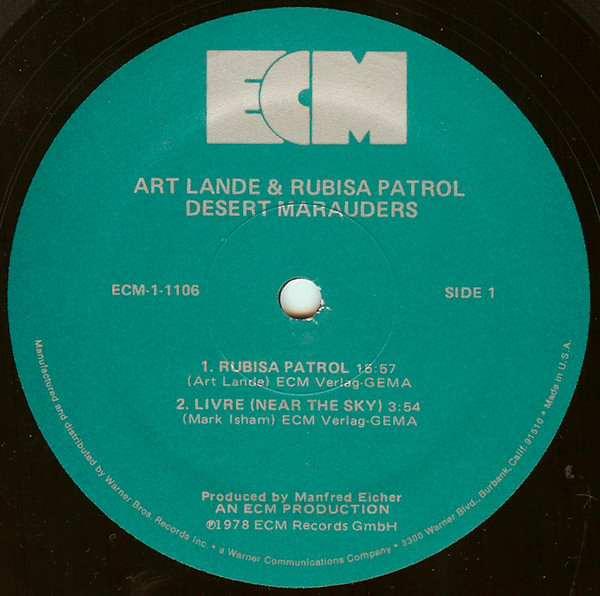 ECM
ART LANDE & RUBISA PATROL
DESERT MARAUDERS
ECM-1-1106
SIDE 1
1. RUBISA PATROL 15:57
(Art Lande) ECM Verlag-GEMA
2. LIVRE (NEAR THE SKY) 3:54
(Mark Isham) ECM Verlag-GEMA
Produced by Manfred Eicher
AN ECM PRODUCTION
℗1978 ECM Records GmbH
Manufactured and distributed by Warner Bros. Records Inc. • a Warner Communications Company • 3300 Warner Blvd., Burbank, Calif. 91510 • Made in U.S.A.